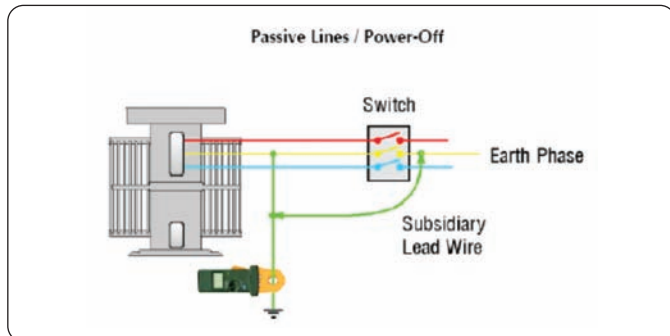 Passive Lines / Power-Off
Switch
Earth Phase
Subsidiary
Lead Wire